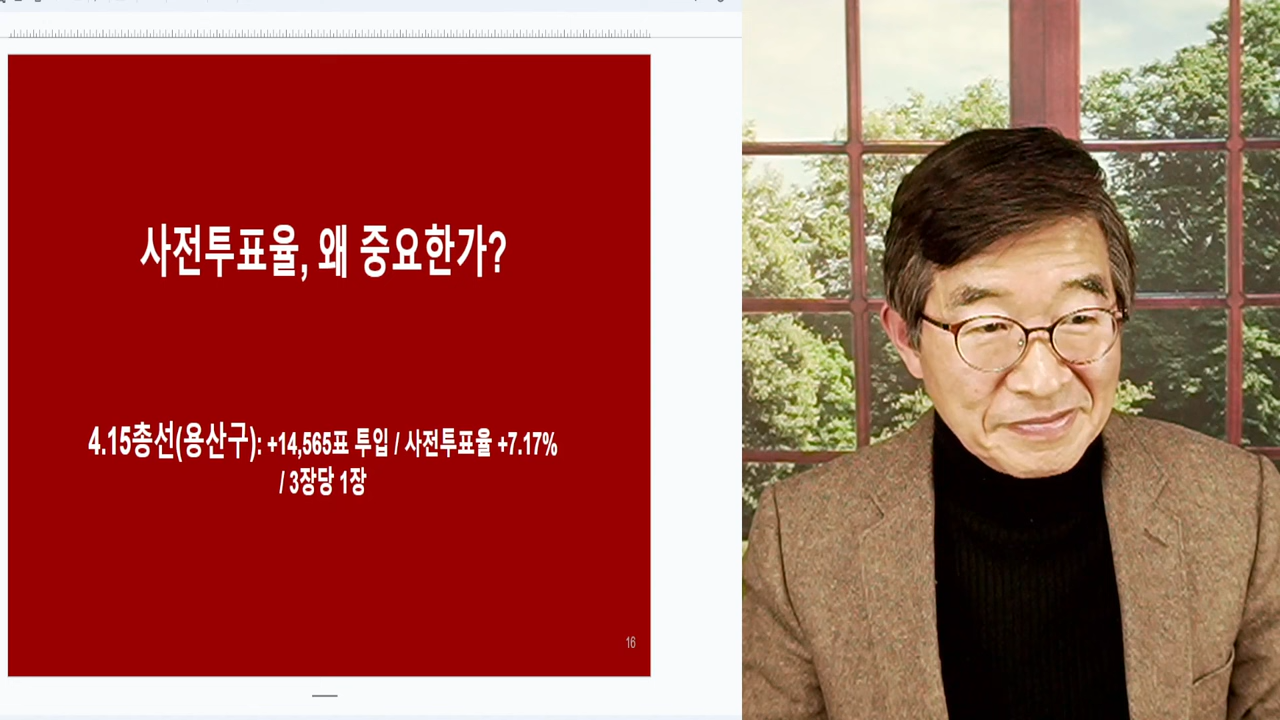 사전투표율, 왜 중요한가?
4.15총선(용산구): +14,565표 투입 / 사전투표율 +7.17%
/ 3장당 1장
16